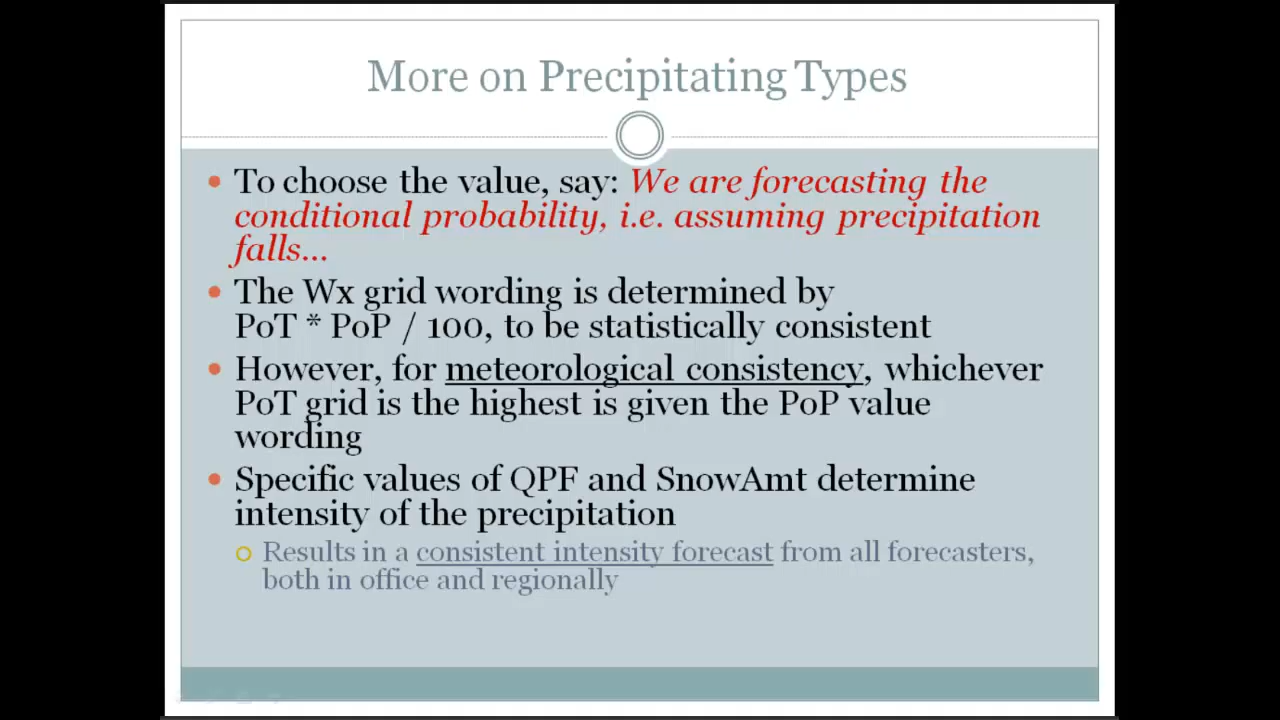 More on Precipitating Types
To choose the value, say: We are forecasting the
conditional probability, i.e. assuming precipitation
falls...
The Wx grid wording is determined by
PoT * PoP / 100, to be statistically consistent
However, for meteorological consistency, whichever
PoT grid is the highest is given the PoP value
wording
Specific values of QPF and SnowAmt determine
intensity of the precipitation
Results in a consistent intensity forecast from all forecasters,
both in office and regionally